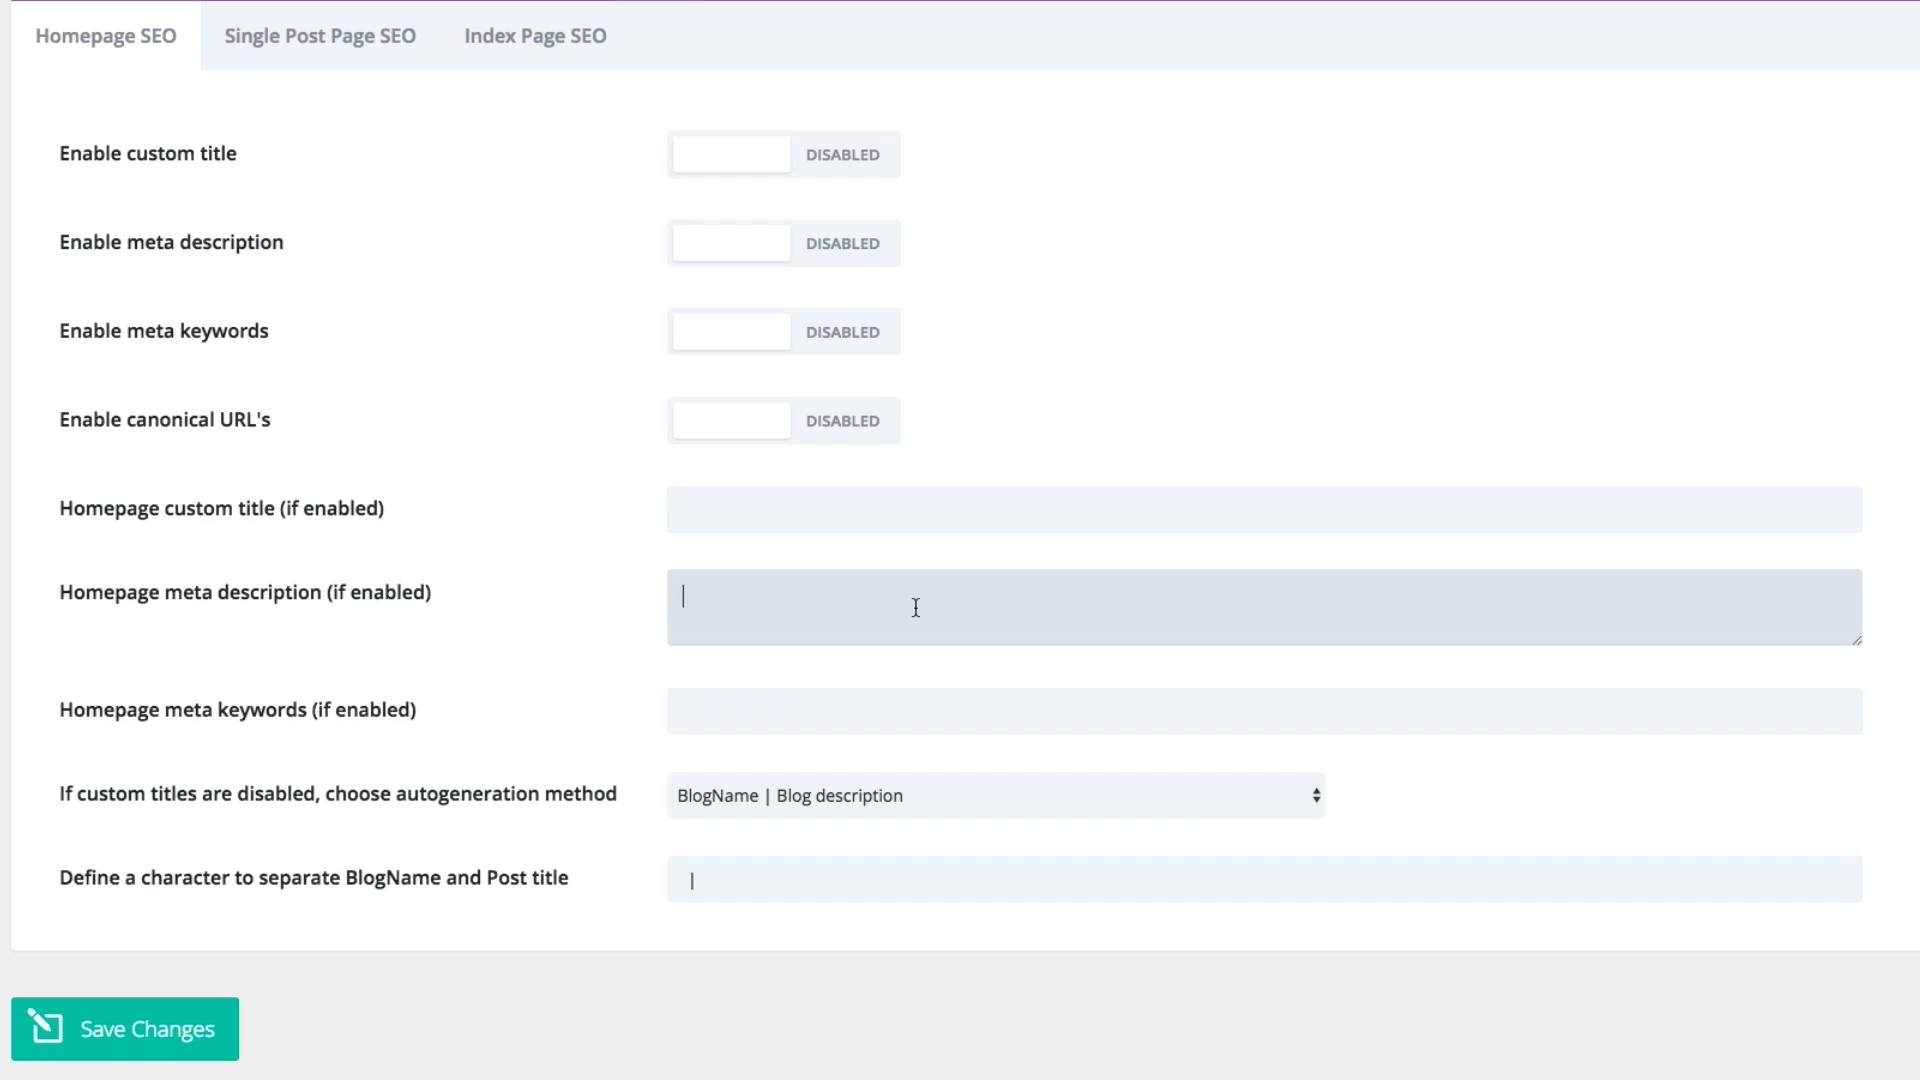 Homepage SEO Single Post Page SEO Index Page SEO
Enable custom title DISABLED
Enable meta description DISABLED
Enable meta keywords DISABLED
Enable canonical URL's DISABLED
Homepage custom title (if enabled)
Homepage meta description (if enabled)
Homepage meta keywords (if enabled)
If custom titles are disabled, choose autogeneration method BlogName | Blog description
Define a character to separate BlogName and Post title |
Save Changes